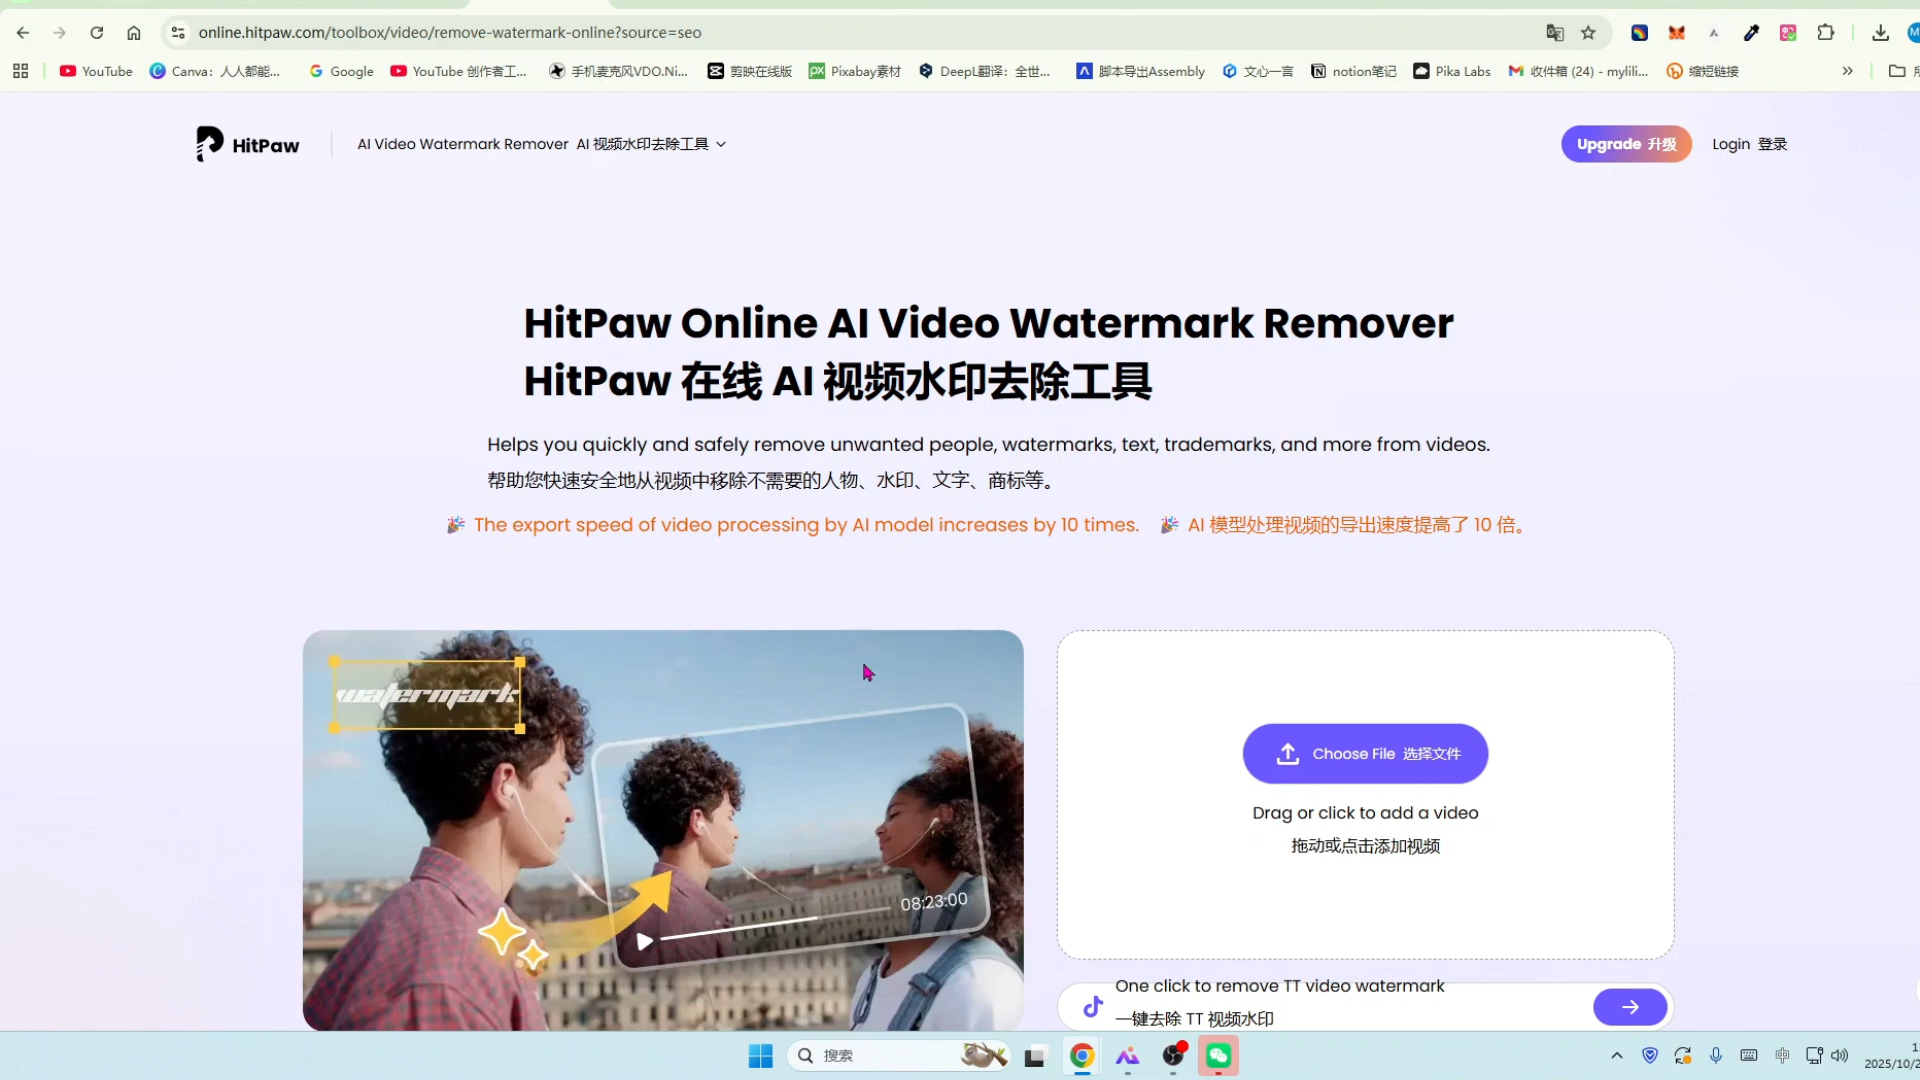 online.hitpaw.com/toolbox/video/remove-watermark-online?source=seo
YouTube
Canva：人人都能...
Google
YouTube 创作者工...
手机麦克风VDO.Ni...
剪映在线版
Pixabay素材
DeepL翻译：全世...
脚本导出Assembly
文心一言
notion笔记
Pika Labs
收件箱 (24) - mylili...
缩短链接
HitPaw
AI Video Watermark Remover AI 视频水印去除工具
Upgrade 升级
Login 登录
HitPaw Online AI Video Watermark Remover
HitPaw 在线 AI 视频水印去除工具
Helps you quickly and safely remove unwanted people, watermarks, text, trademarks, and more from videos.
帮助您快速安全地从视频中移除不需要的人物、水印、文字、商标等。
The export speed of video processing by AI model increases by 10 times. AI 模型处理视频的导出速度提高了 10 倍。
watermark
08:23:00
Choose File 选择文件
Drag or click to add a video
拖动或点击添加视频
One click to remove TT video watermark
一键去除 TT 视频水印
搜索
中